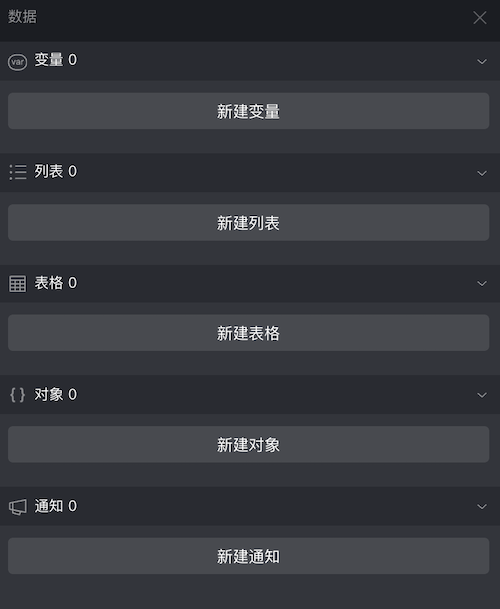 数据
var 变量 0
新建变量
列表 0
新建列表
表格 0
新建表格
{ } 对象 0
新建对象
通知 0
新建通知